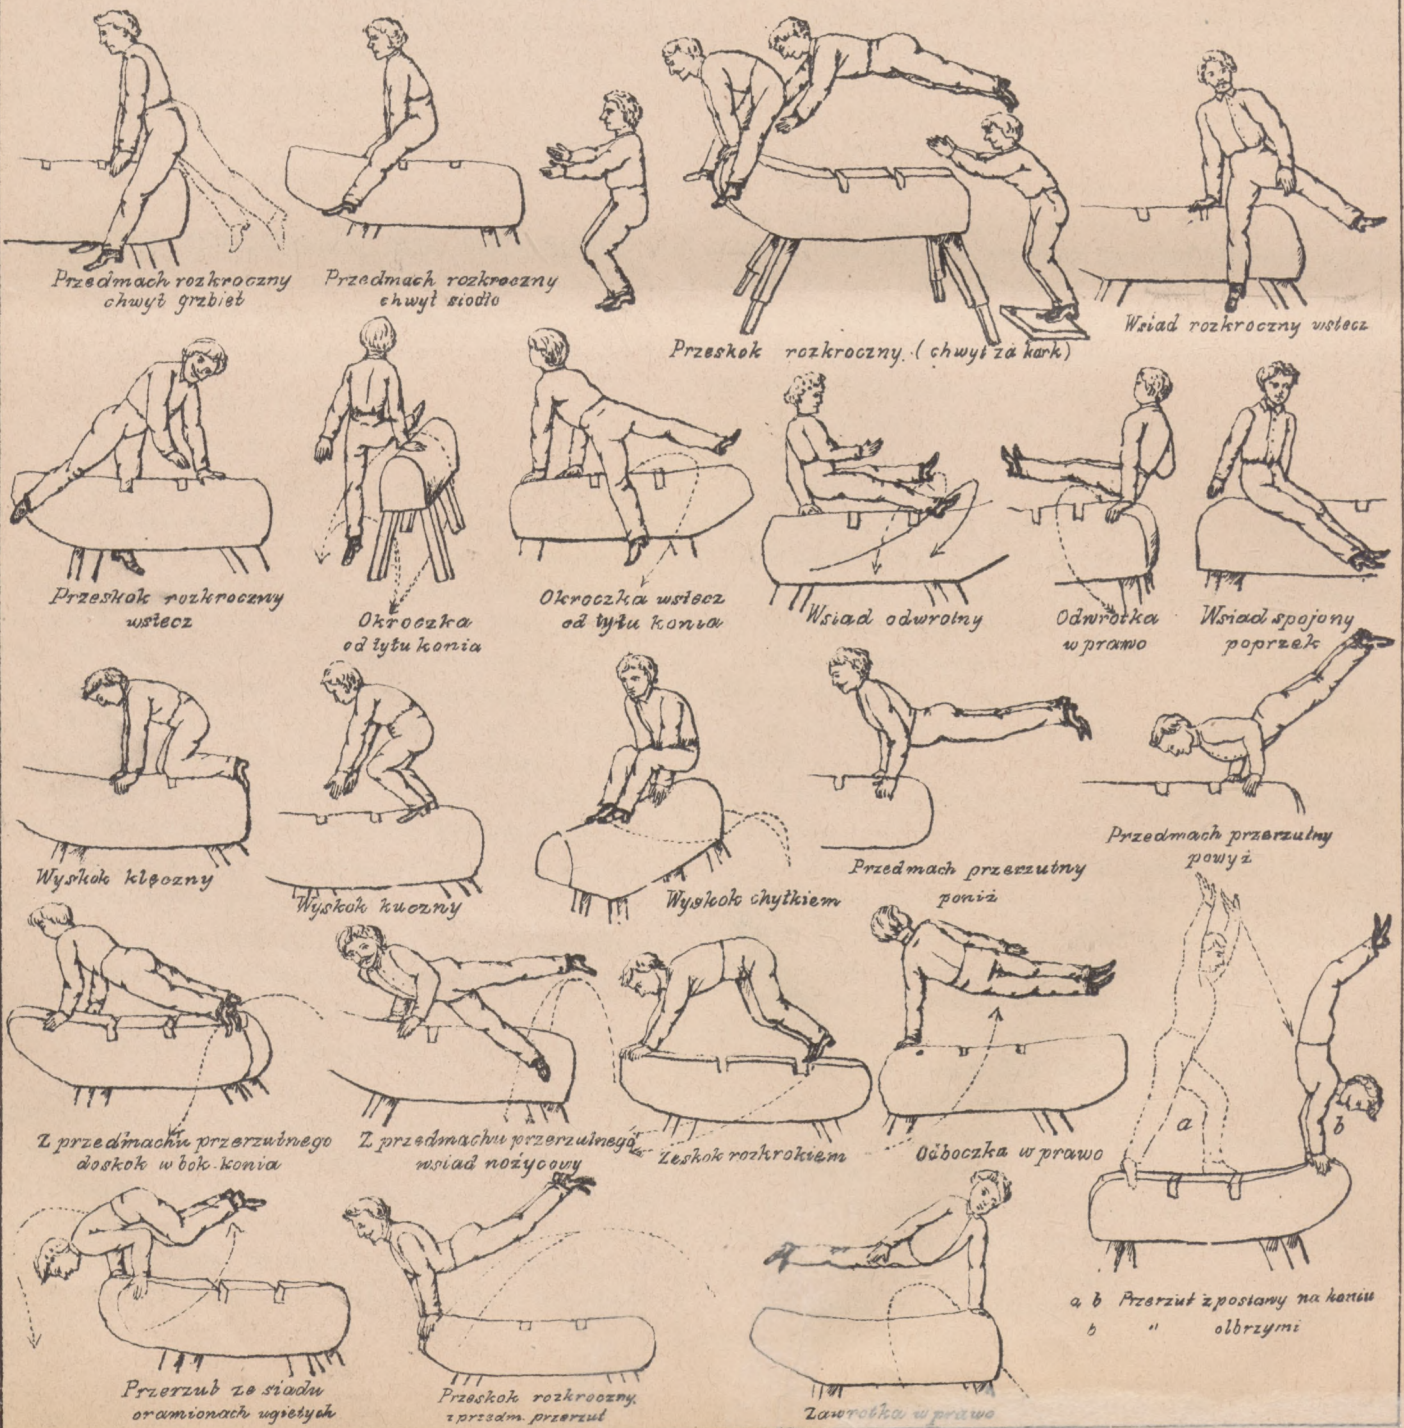 Przedmach rozkroczny
chwyt grzbiet
Przedmach rozkroczny
chwyt siodło
Przeskok rozkroczny. (chwyt za kark)
Wsiad rozkroczny wstecz
Przeskok rozkroczny
wstecz
Okroczka
od tyłu konia
Okroczka wstecz
od tyłu konia
Wsiad odwrotny
Odwrotka
w prawo
Wsiad spojony
poprzek
Wyskok klęczny
Wyskok kuczny
Wyskok chyłkiem
Przedmach przerzutny
poniż
Przedmach przerzutny
powyż
Z przedmachu przerzutnego
doskok w bok konia
Z przedmachu przerzutnego
wsiad nożycowy
Zeskok rozkrokiem
Odboczka w prawo
a
b
a b Przerzut z postawy na koniu
b " olbrzymi
Przerzut ze siadu
o ramionach ugiętych
Przeskok rozkroczny.
z przedm. przerzut
Zawrotka w prawo